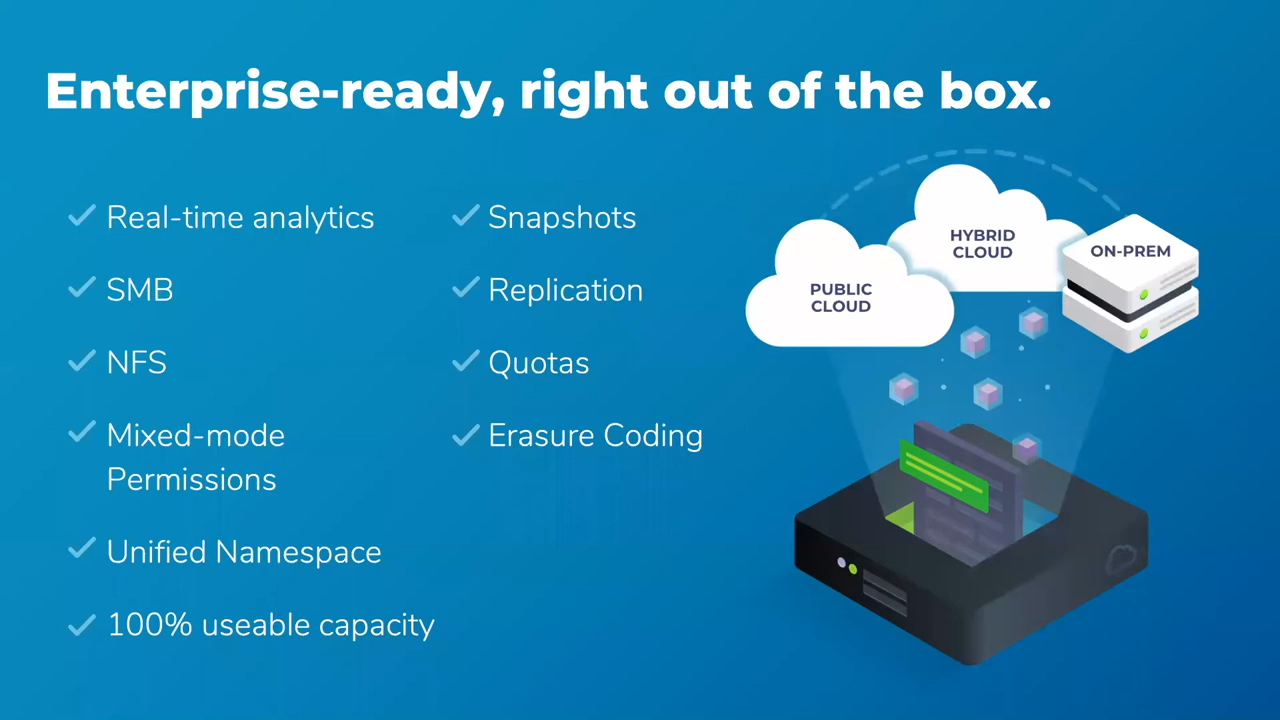 Enterprise-ready, right out of the box.
Real-time analytics
SMB
NFS
Mixed-mode
Permissions
Unified Namespace
100% useable capacity
Snapshots
Replication
Quotas
Erasure Coding
PUBLIC
CLOUD
HYBRID
CLOUD
ON-PREM